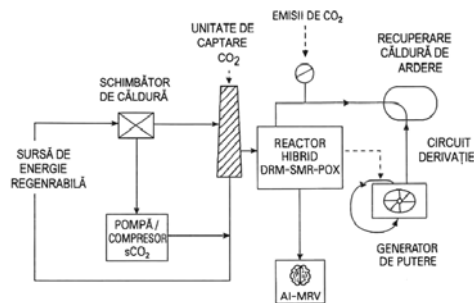 EMISII DE CO2
UNITATE DE
CAPTARE
CO2
RECUPERARE
CĂLDURĂ DE
ARDERE
SCHIMBĂTOR
DE CĂLDURĂ
SURSĂ DE
ENERGIE
REGENRABILĂ
REACTOR
HIBRID
DRM-SMR-POX
CIRCUIT
DERIVAȚIE
POMPĂ/
COMPRESOR
sCO2
GENERATOR
DE PUTERE
AI-MRV